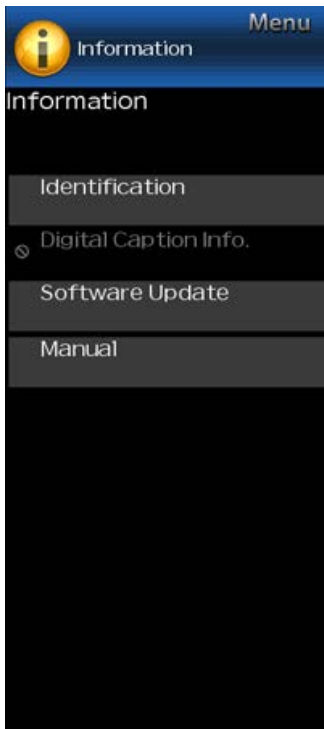 Menu
Information
Information
Identification
Digital Caption Info.
Software Update
Manual